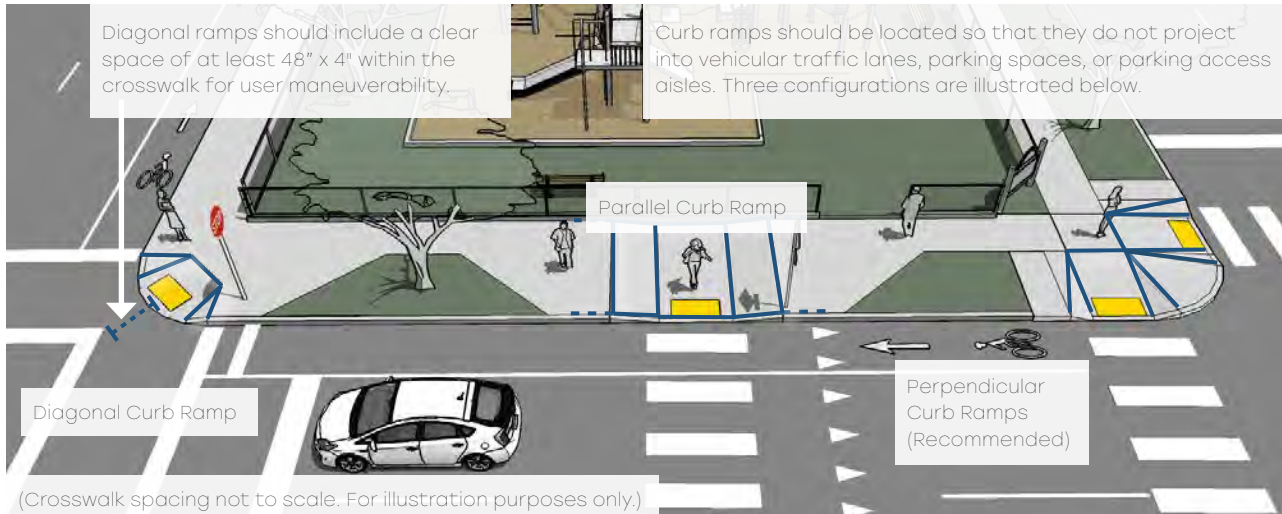 Diagonal ramps should include a clear
space of at least 48" x 4" within the
crosswalk for user maneuverability.
Curb ramps should be located so that they do not project
into vehicular traffic lanes, parking spaces, or parking access
aisles. Three configurations are illustrated below.
Parallel Curb Ramp
Diagonal Curb Ramp
Perpendicular
Curb Ramps
(Recommended)
(Crosswalk spacing not to scale. For illustration purposes only.)